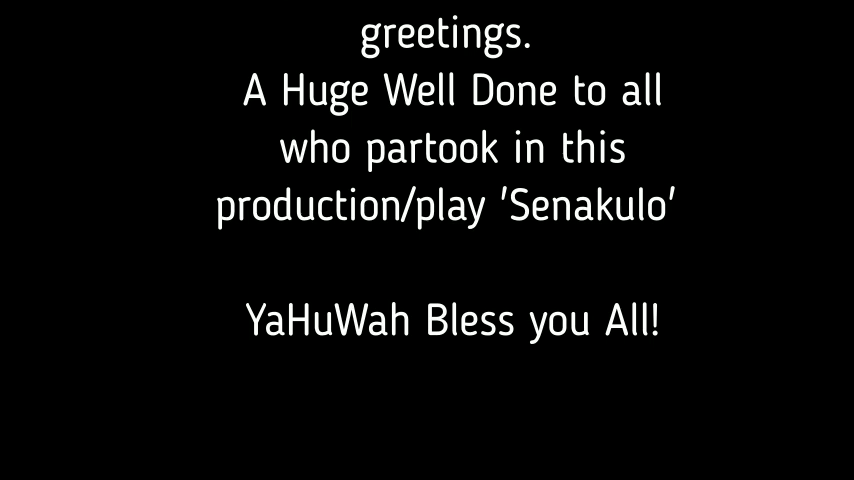 greetings.
A Huge Well Done to all
who partook in this
production/play 'Senakulo'
YaHuWah Bless you All!